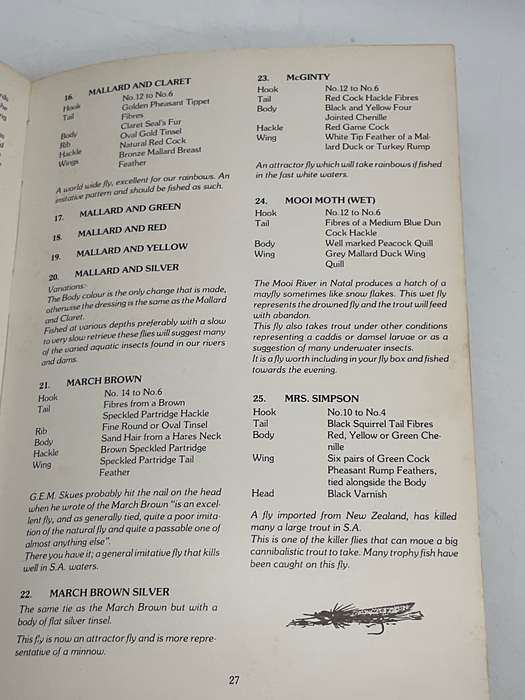 16. MALLARD AND CLARET
Hook No.12 to No.6
Tail Golden Pheasant Tippet
Fibres
Body Claret Seal's Fur
Rib Oval Gold Tinsel
Hackle Natural Red Cock
Wings Bronze Mallard Breast
Feather
A world wide fly, excellent for our rainbows. An
imitative pattern and should be fished as such.
17. MALLARD AND GREEN
18. MALLARD AND RED
19. MALLARD AND YELLOW
20. MALLARD AND SILVER
Variations:-
The Body colour is the only change that is made,
otherwise the dressing is same as the Mallard
and Claret.
Fished at various depths preferably with a slow
to very slow retrieve these flies will suggest many
of the varied aquatic insects found in our rivers
and dams.
21. MARCH BROWN
Hook No. 14 to No.6
Tail Fibres from a Brown
Speckled Partridge Hackle
Rib Fine Round or Oval Tinsel
Body Sand Hair from a Hares Neck
Hackle Brown Speckled Partridge
Wing Speckled Partridge Tail
Feather
G.E.M. Skues probably hit the nail on the head
when he wrote of the March Brown "is an excel-
lent fly, and as generally tied, quite a poor imita-
tion of the natural fly and quite a passable one of
almost anything else".
There you have it; a general imitative fly that kills
well in S.A. waters.
22. MARCH BROWN SILVER
The same tie as the March Brown but with a
body of flat silver tinsel.
This fly is now an attractor fly and is more repre-
sentative of a minnow.
23. McGINTY
Hook No.12 to No.6
Tail Red Cock Hackle Fibres
Body Black and Yellow Four
Jointed Chenille
Hackle Red Game Cock
Wing White Tip Feather of a Mal-
lard Duck or Turkey Rump
An attractor fly which will take rainbows if fished
in the fast white waters.
24. MOOI MOTH (WET)
Hook No.12 to No.6
Tail Fibres of a Medium Blue Dun
Cock Hackle
Body Well marked Peacock Quill
Wing Grey Mallard Duck Wing
Quill
The Mooi River in Natal produces a hatch of a
mayfly sometimes like snow flakes. This wet fly
represents the drowned fly and the trout will feed
with abandon.
This fly also takes trout under other conditions
representing a caddis or damsel larvae or as a
suggestion of many underwater insects.
It is a fly worth including in your fly box and fished
towards the evening.
25. MRS. SIMPSON
Hook No.10 to No.4
Tail Black Squirrel Tail Fibres
Body Red, Yellow or Green Che-
nille
Wing Six pairs of Green Cock
Pheasant Rump Feathers,
tied alongside the Body
Head Black Varnish
A fly imported from New Zealand, has killed
many a large trout in S.A.
This is one of the killer flies that can move a big
cannibalistic trout to take. Many trophy fish have
been caught on this fly.
27